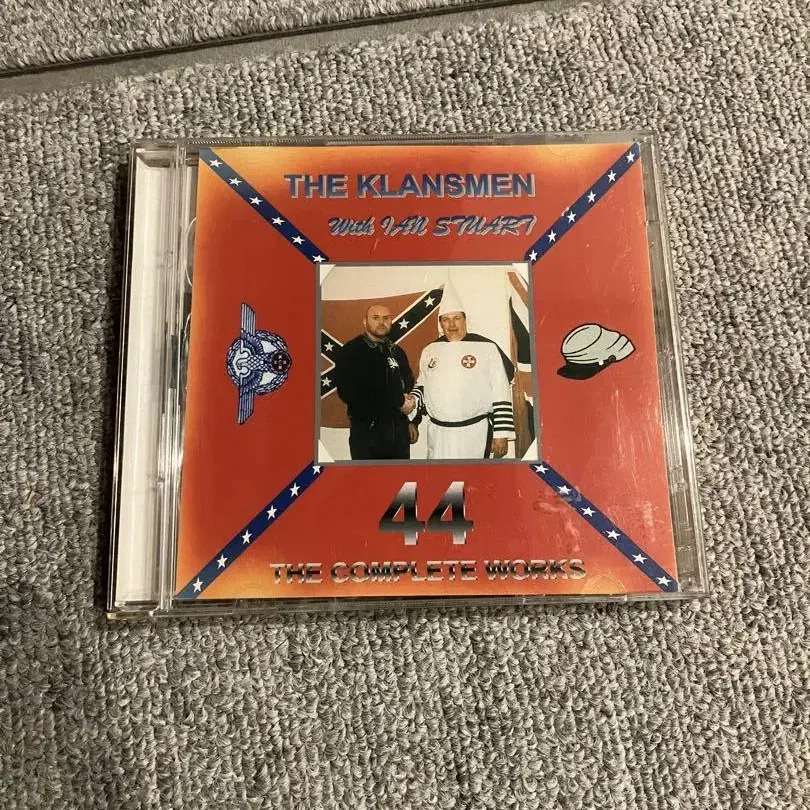 THE KLANSMEN
With IAN STUART
44
THE COMPLETE WORKS